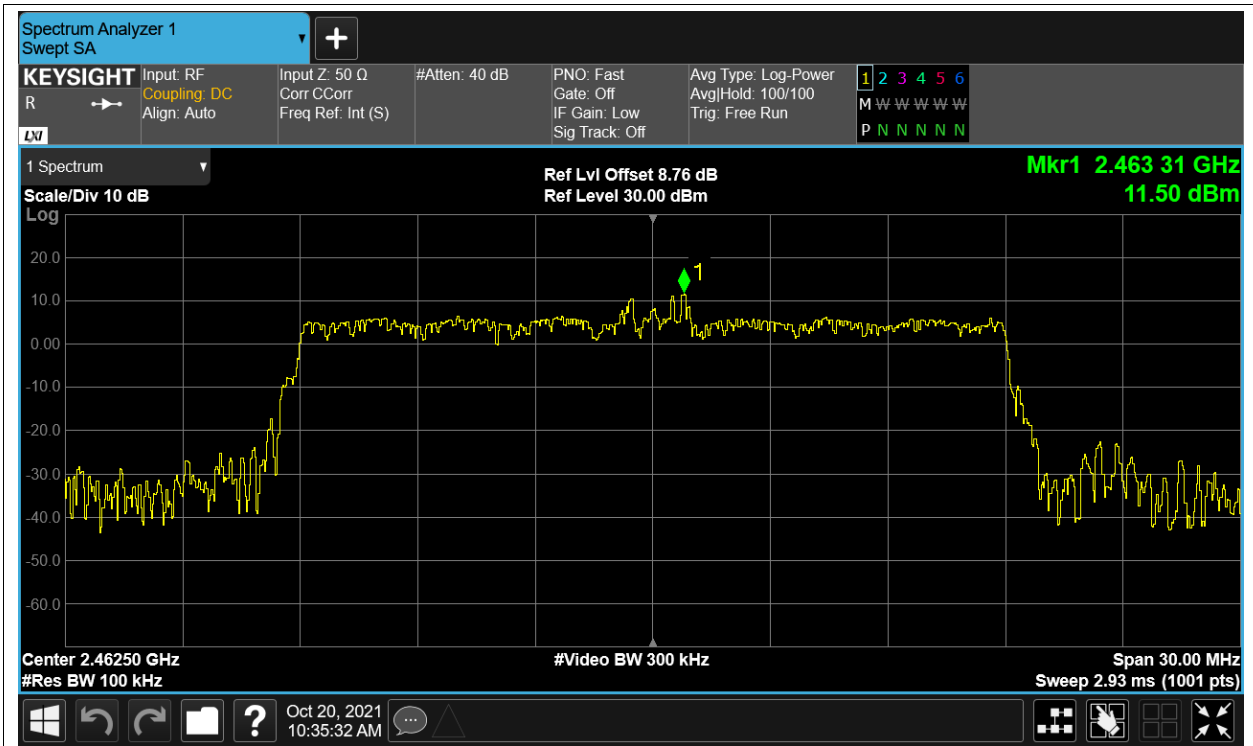 Spectrum Analyzer 1
Swept SA
+
KEYSIGHT
R
LXI
Input: RF
Coupling: DC
Align: Auto
Input Z: 50 Ω
Corr CCorr
Freq Ref: Int (S)
#Atten: 40 dB
PNO: Fast
Gate: Off
IF Gain: Low
Sig Track: Off
Avg Type: Log-Power
Avg|Hold: 100/100
Trig: Free Run
1 2 3 4 5 6
M W W W W W
P N N N N N
1 Spectrum
Scale/Div 10 dB
Log
Ref Lvl Offset 8.76 dB
Ref Level 30.00 dBm
Mkr1 2.463 31 GHz
11.50 dBm
1
20.0
10.0
0.00
-10.0
-20.0
-30.0
-40.0
-50.0
-60.0
Center 2.46250 GHz
#Res BW 100 kHz
#Video BW 300 kHz
Span 30.00 MHz
Sweep 2.93 ms (1001 pts)
?
Oct 20, 2021
10:35:32 AM